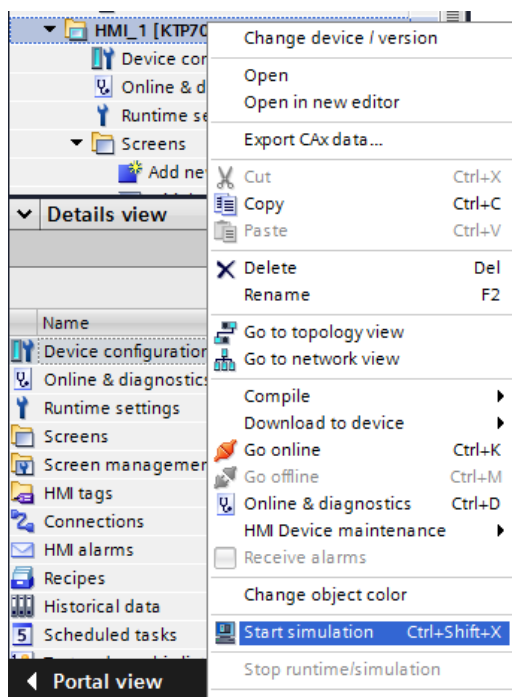 HMI_1 [KTP70
Device cor
Online & d
Runtime se
Screens
Add ne
Details view
Name
Device configuration
Online & diagnostics
Runtime settings
Screens
Screen managemer
HMI tags
Connections
HMI alarms
Recipes
Historical data
Scheduled tasks
Portal view
Change device / version
Open
Open in new editor
Export CAx data...
Cut Ctrl+X
Copy Ctrl+C
Paste Ctrl+V
Delete Del
Rename F2
Go to topology view
Go to network view
Compile
Download to device
Go online Ctrl+K
Go offline Ctrl+M
Online & diagnostics Ctrl+D
HMI Device maintenance
Receive alarms
Change object color
Start simulation Ctrl+Shift+X
Stop runtime/simulation